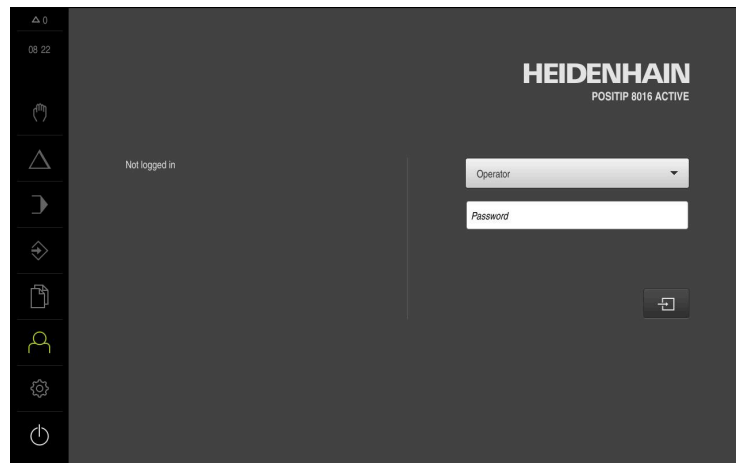 △ 0
08 22
HEIDENHAIN
POSITIP 8016 ACTIVE
Not logged in
Operator
Password